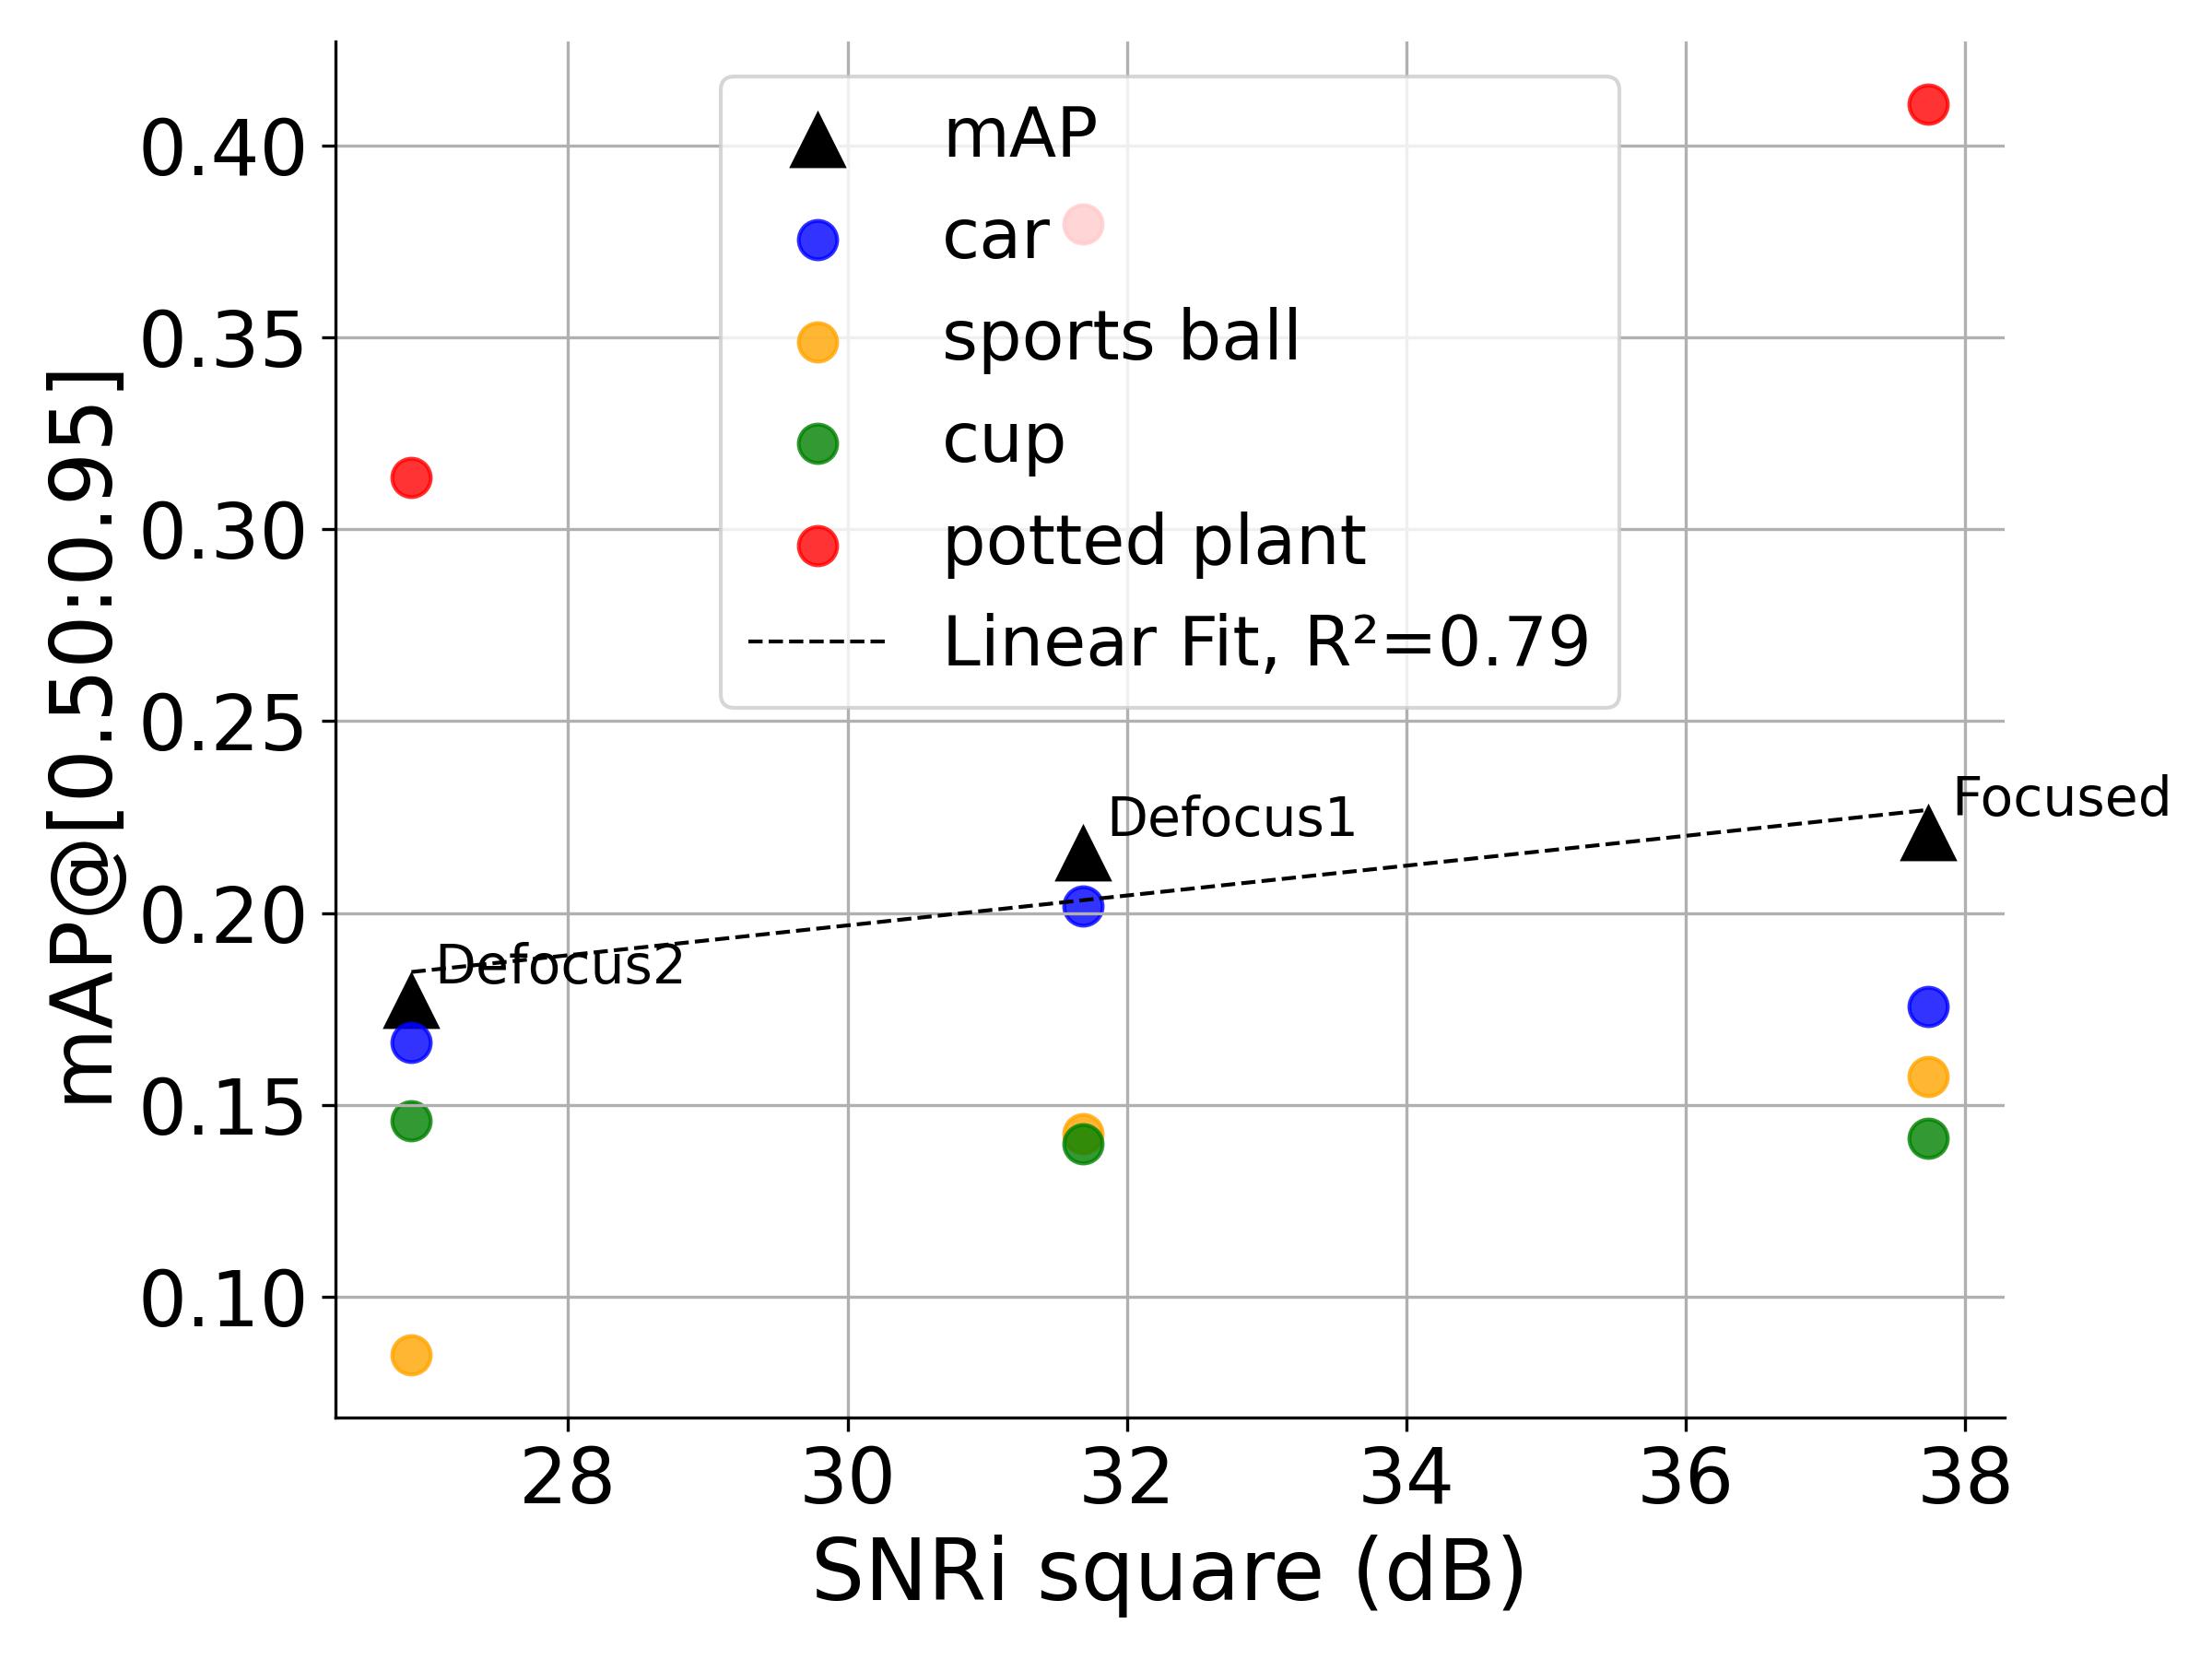 mAP@[0.50:0.95]
0.40
0.35
0.30
0.25
0.20
0.15
0.10
mAP
car
sports ball
cup
potted plant
Linear Fit, R²=0.79
Defocus2
Defocus1
Focused
28 30 32 34 36 38
SNRi square (dB)